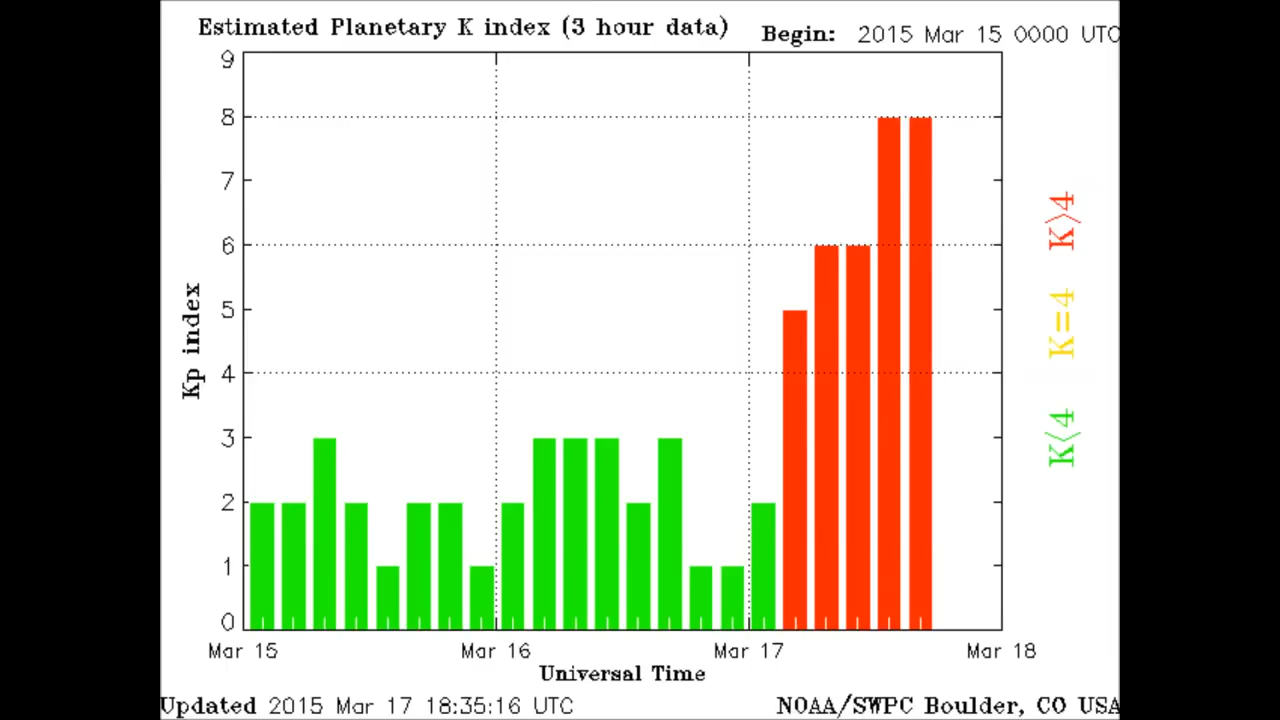 Estimated Planetary K index (3 hour data)
Begin: 2015 Mar 15 0000 UTC
9
8
7
6
5
4
3
2
1
0
Kp index
K>4
K=4
K<4
Mar 15
Mar 16
Mar 17
Mar 18
Universal Time
Updated 2015 Mar 17 18:35:16 UTC
NOAA/SWPC Boulder, CO USA